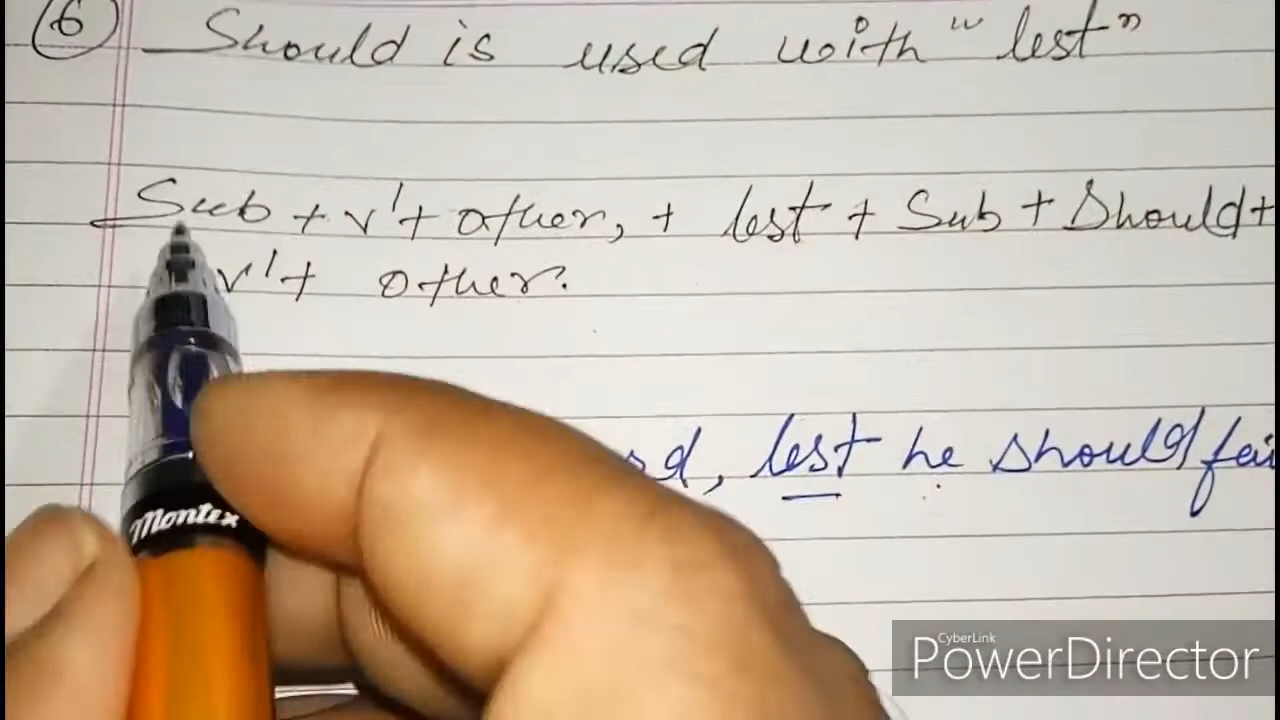 6 Should is used with "lest"
Sub + v¹ + other, + lest + Sub + Should +
v¹ + other.
lest he should
Montex
CyberLink
PowerDirector